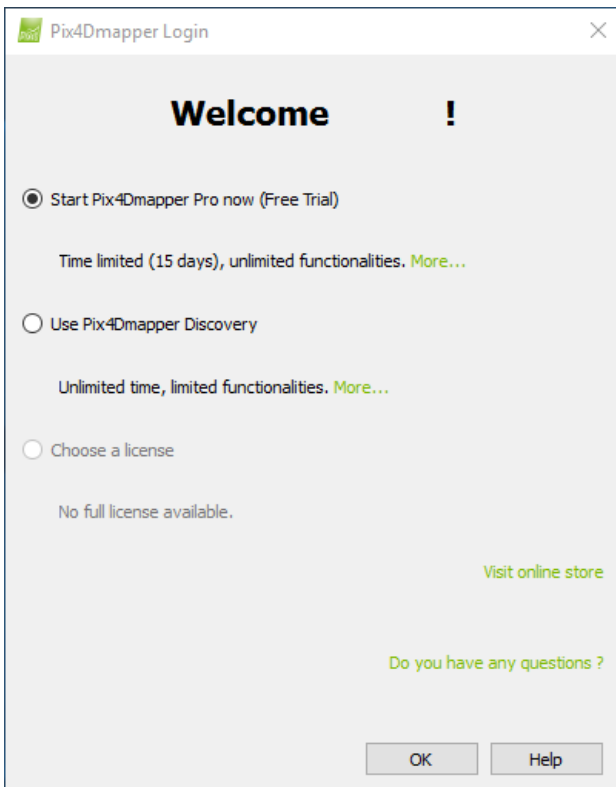 Pix4Dmapper Login
Welcome !
Start Pix4Dmapper Pro now (Free Trial)
Time limited (15 days), unlimited functionalities. More...
Use Pix4Dmapper Discovery
Unlimited time, limited functionalities. More...
Choose a license
No full license available.
Visit online store
Do you have any questions ?
OK Help